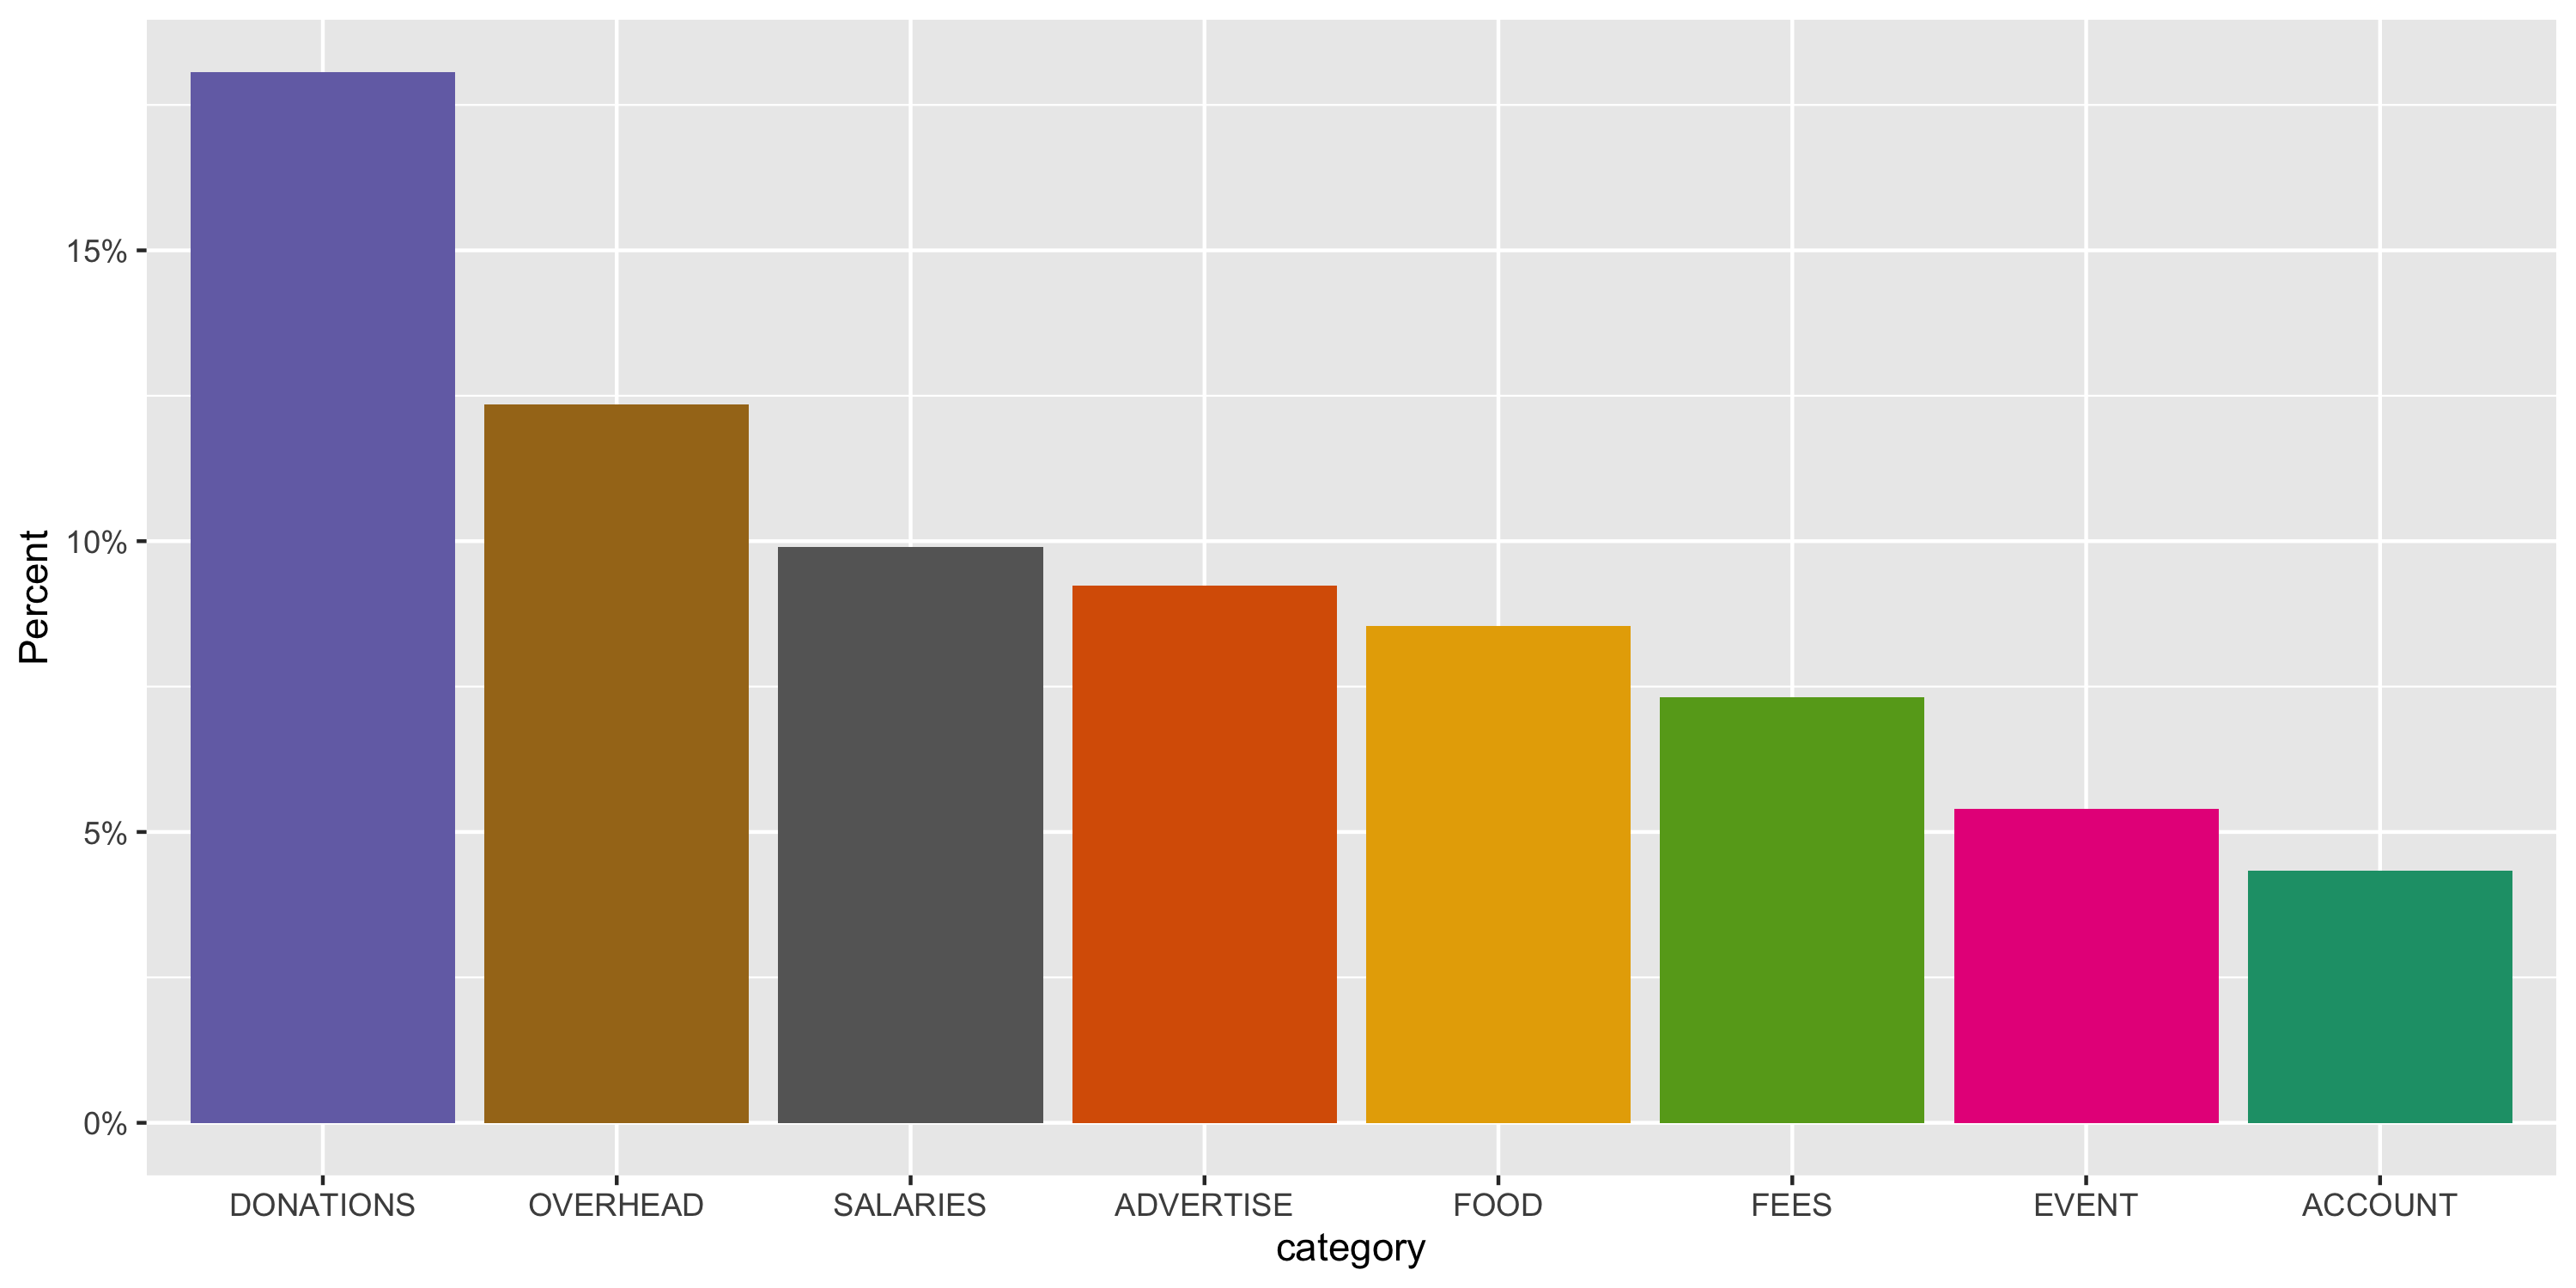 15%
10%
5%
0%
Percent
DONATIONS OVERHEAD SALARIES ADVERTISE FOOD FEES EVENT ACCOUNT
category